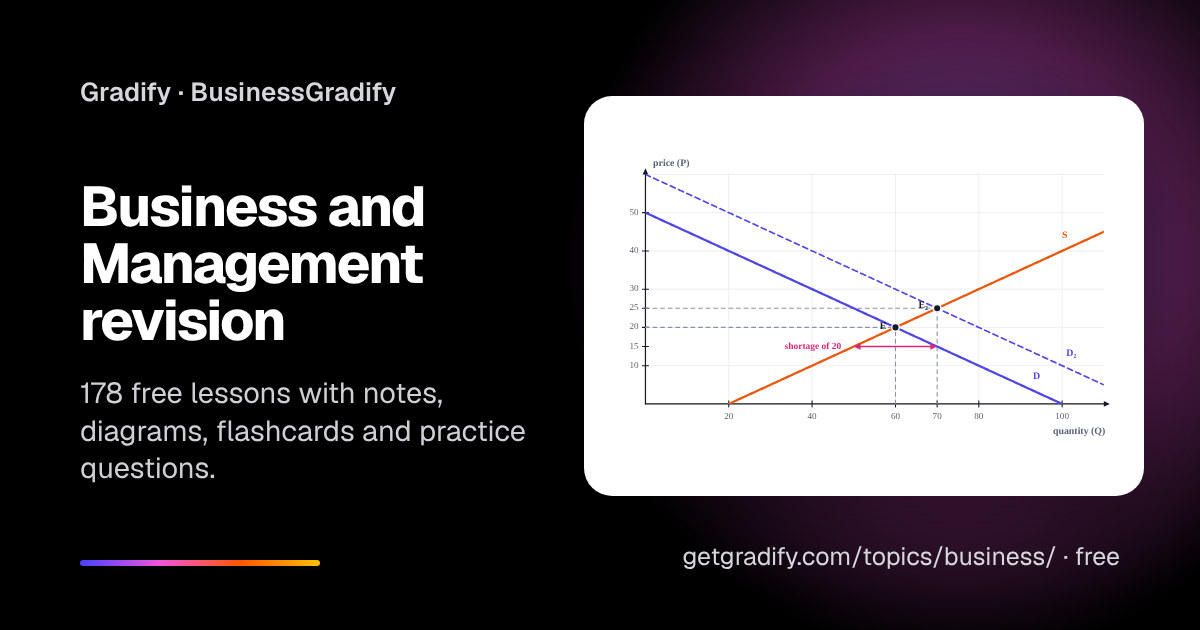 Gradify · BusinessGradify
Business and
Management
revision
178 free lessons with notes,
diagrams, flashcards and practice
questions.
price (P)
50
40
30
25
20
15
10
S
E₂
E
shortage of 20
D₂
D
20
40
60
70
80
100
quantity (Q)
getgradify.com/topics/business/ · free